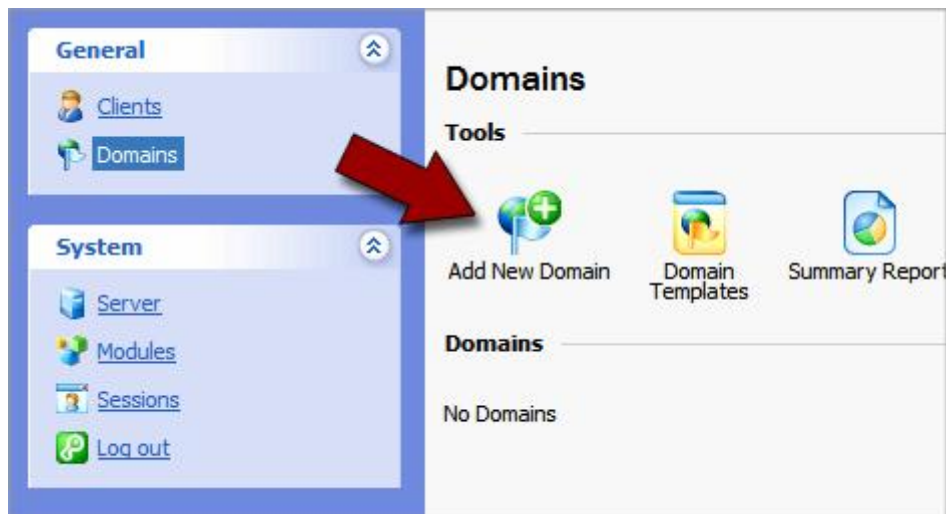 General
Clients
Domains
System
Server
Modules
Sessions
Log out
Domains
Tools
Add New Domain
Domain
Templates
Summary Report
Domains
No Domains